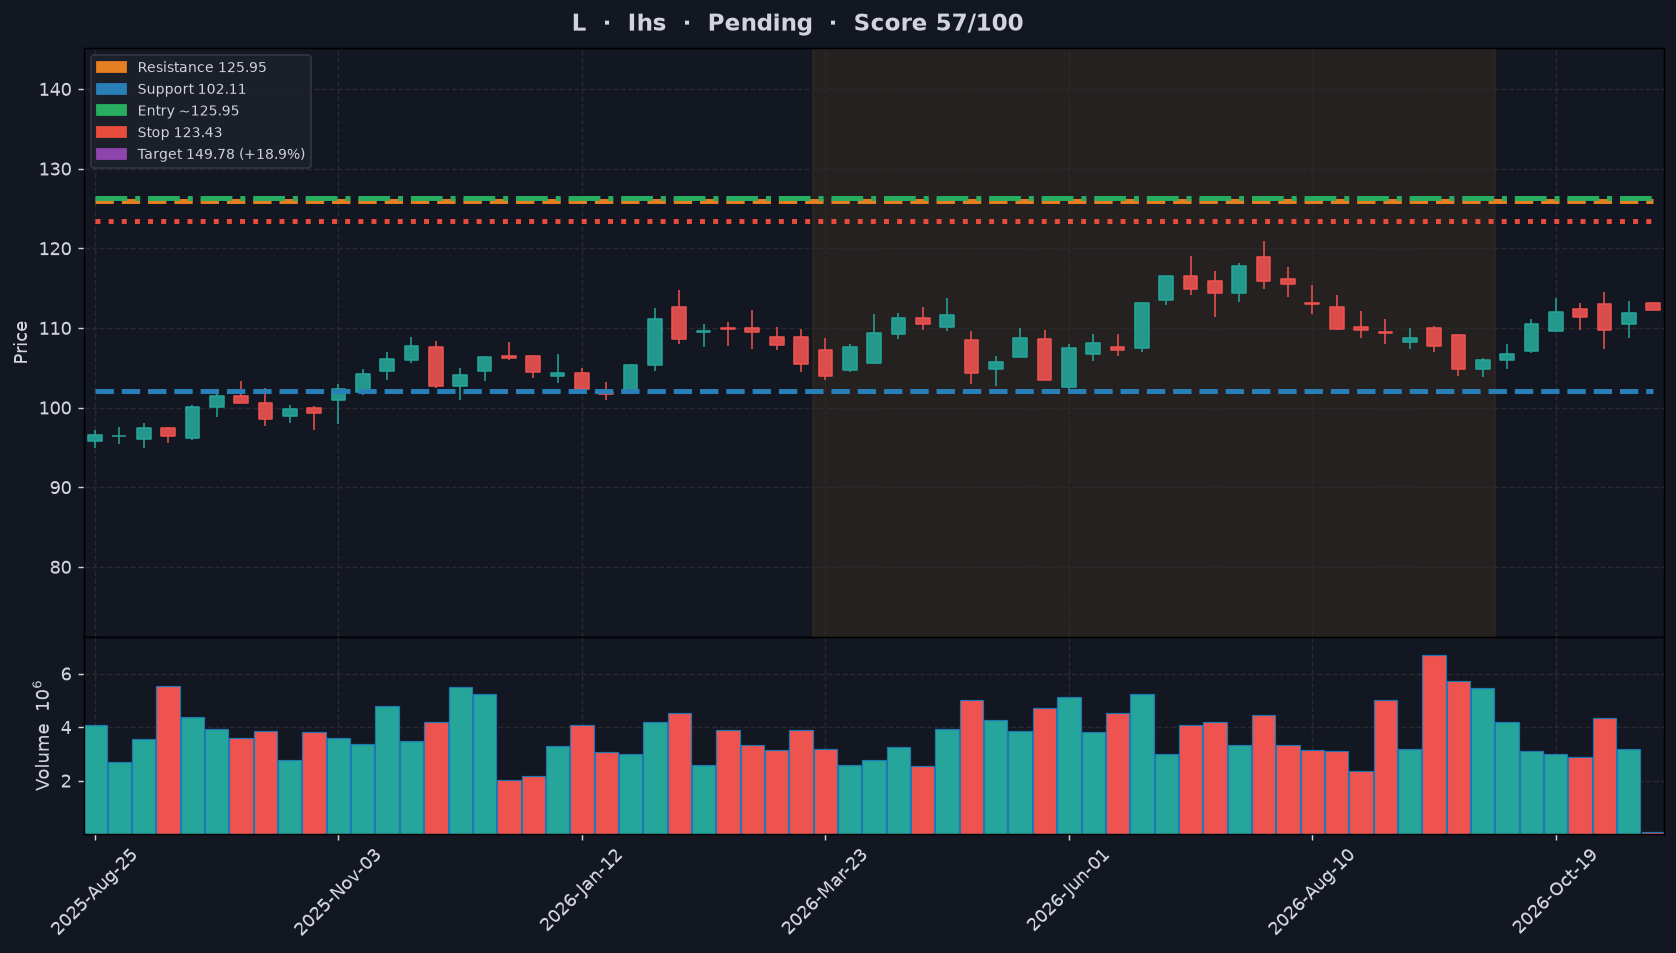 L · Ihs · Pending · Score 57/100
Resistance 125.95
Support 102.11
Entry ~125.95
Stop 123.43
Target 149.78 (+18.9%)
Price
140
130
120
110
100
90
80
Volume 10⁶
6
4
2
2025-Aug-25
2025-Nov-03
2026-Jan-12
2026-Mar-23
2026-Jun-01
2026-Aug-10
2026-Oct-19